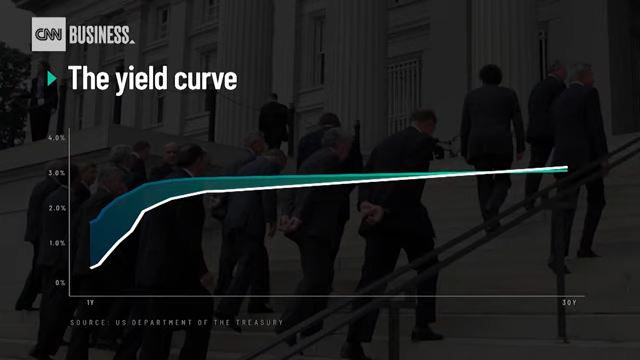 CNN BUSINESS
The yield curve
4.0%
3.0%
2.0%
1.0%
0%
1Y 30Y
SOURCE: US DEPARTMENT OF THE TREASURY